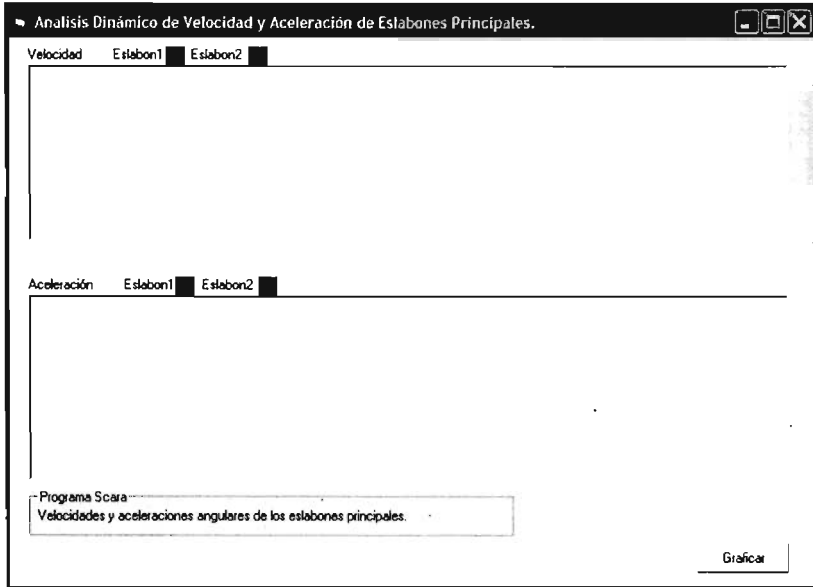 Analisis Dinámico de Velocidad y Aceleración de Eslabones Principales.
Velocidad Eslabon1 Eslabon2
Aceleración Eslabon1 Eslabon2
Programa Scara
Velocidades y aceleraciones angulares de los eslabones principales.
Graficar